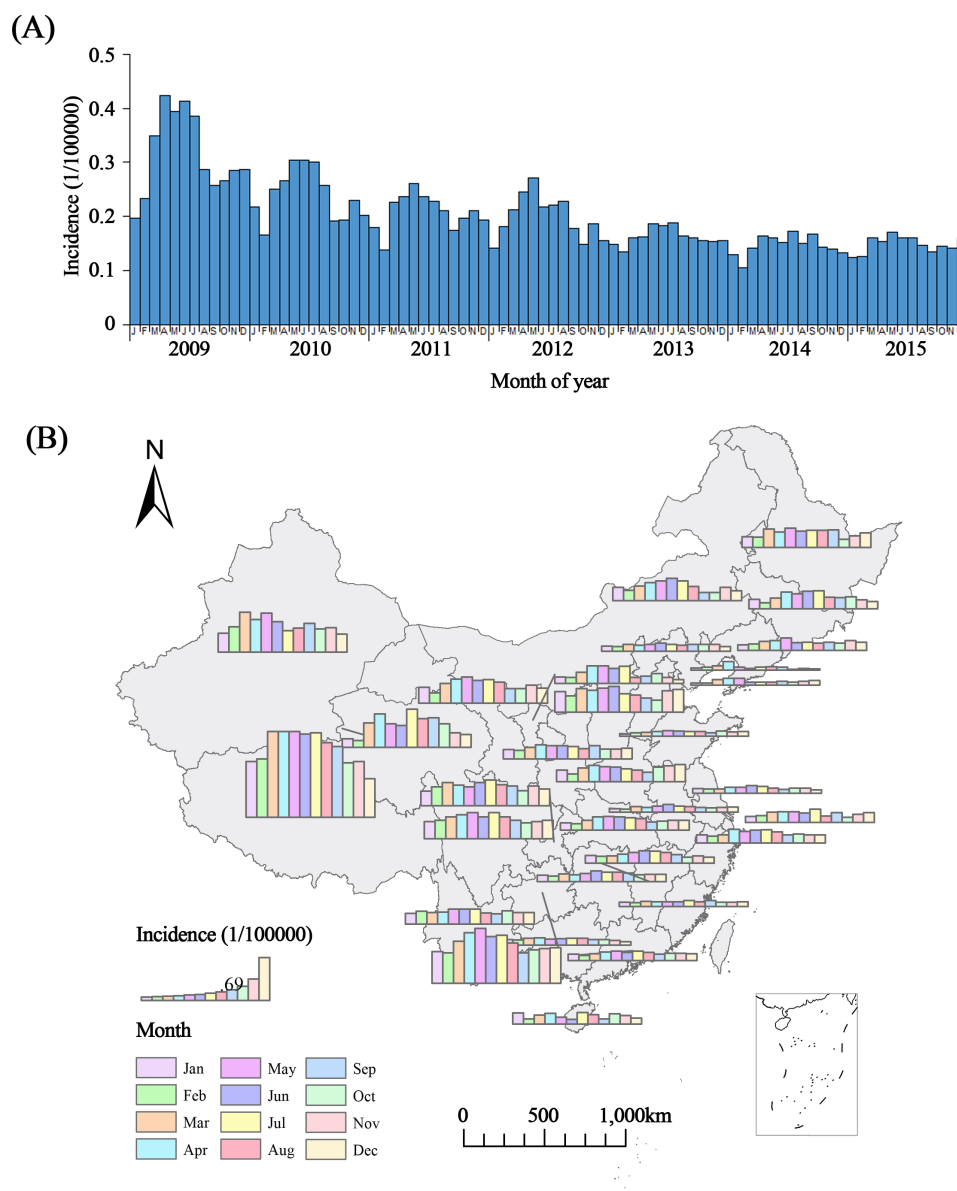 (A)
0.5
0.4
0.3
0.2
0.1
0
Incidence (1/100000)
J F M A M J J A S O N D J F M A M J J A S O N D J F M A M J J A S O N D J F M A M J J A S O N D J F M A M J J A S O N D J F M A M J J A S O N D J F M A M J J A S O N
2009 2010 2011 2012 2013 2014 2015
Month of year
(B)
N
Incidence (1/100000)
.69
Month
Jan May Sep
Feb Jun Oct
Mar Jul Nov
Apr Aug Dec
0 500 1,000km